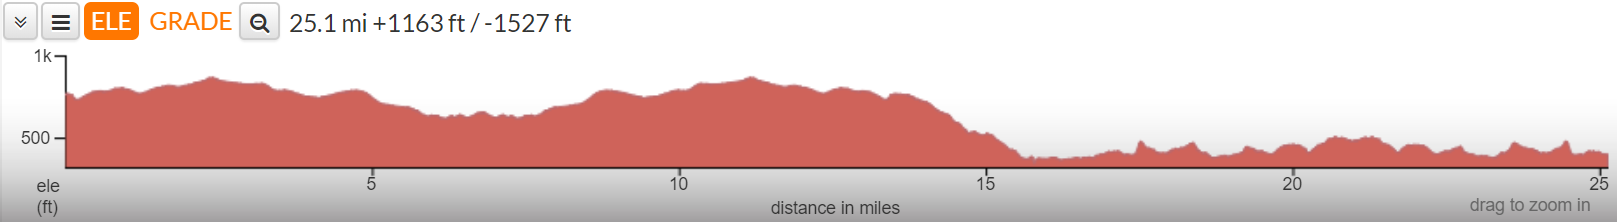 ELE GRADE 25.1 mi +1163 ft / -1527 ft
1k
500
5 10 15 20 25
ele
(ft)
distance in miles
drag to zoom in